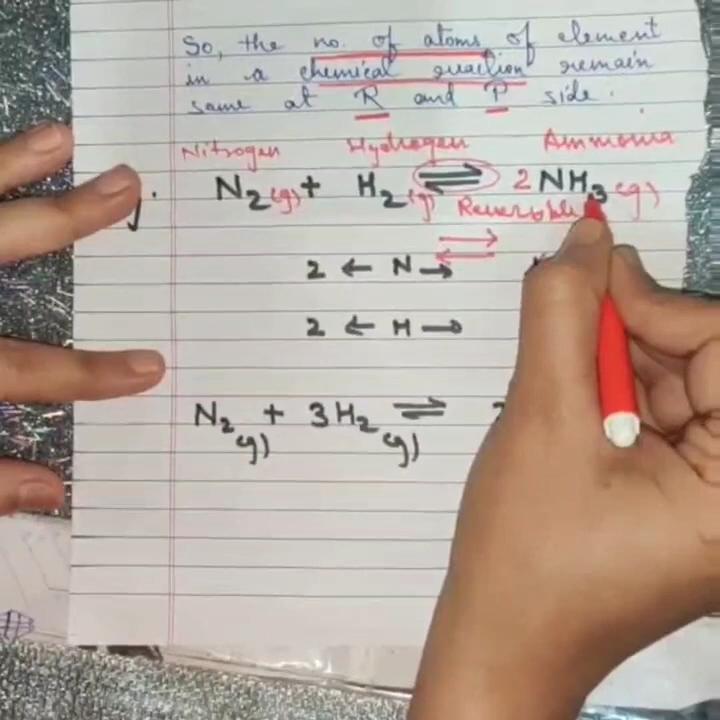 So, the no. of atoms of element
in a chemical reaction remain
same at R and P side.
Nitrogen Hydrogen Ammonia
N₂(g) + H₂(g) ⇌ 2NH₃(g)
Reversible
⇌
2 ← N →
2 ← H →
N₂(g) + 3H₂(g) ⇌